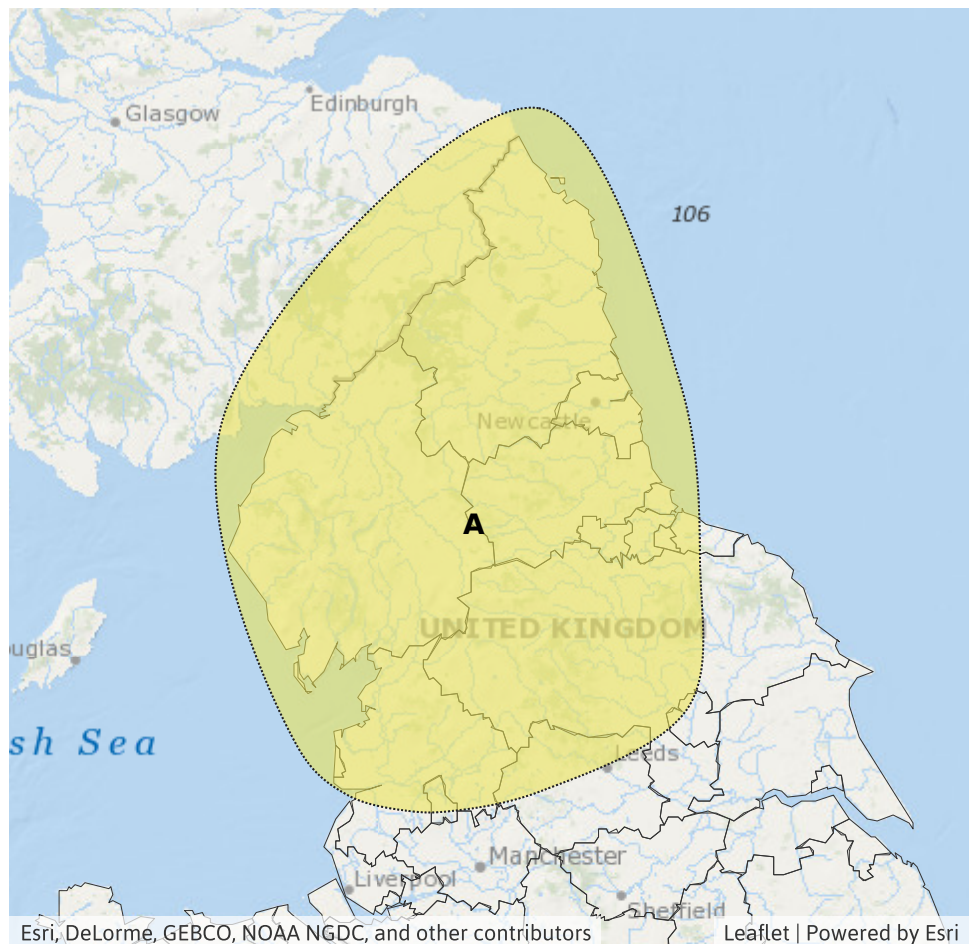 Edinburgh
Glasgow
106
Newcastle
A
UNITED KINGDOM
uglas
sh Sea
Leeds
Manchester
Liverpool
Sheffield
Esri, DeLorme, GEBCO, NOAA NGDC, and other contributors
Leaflet | Powered by Esri